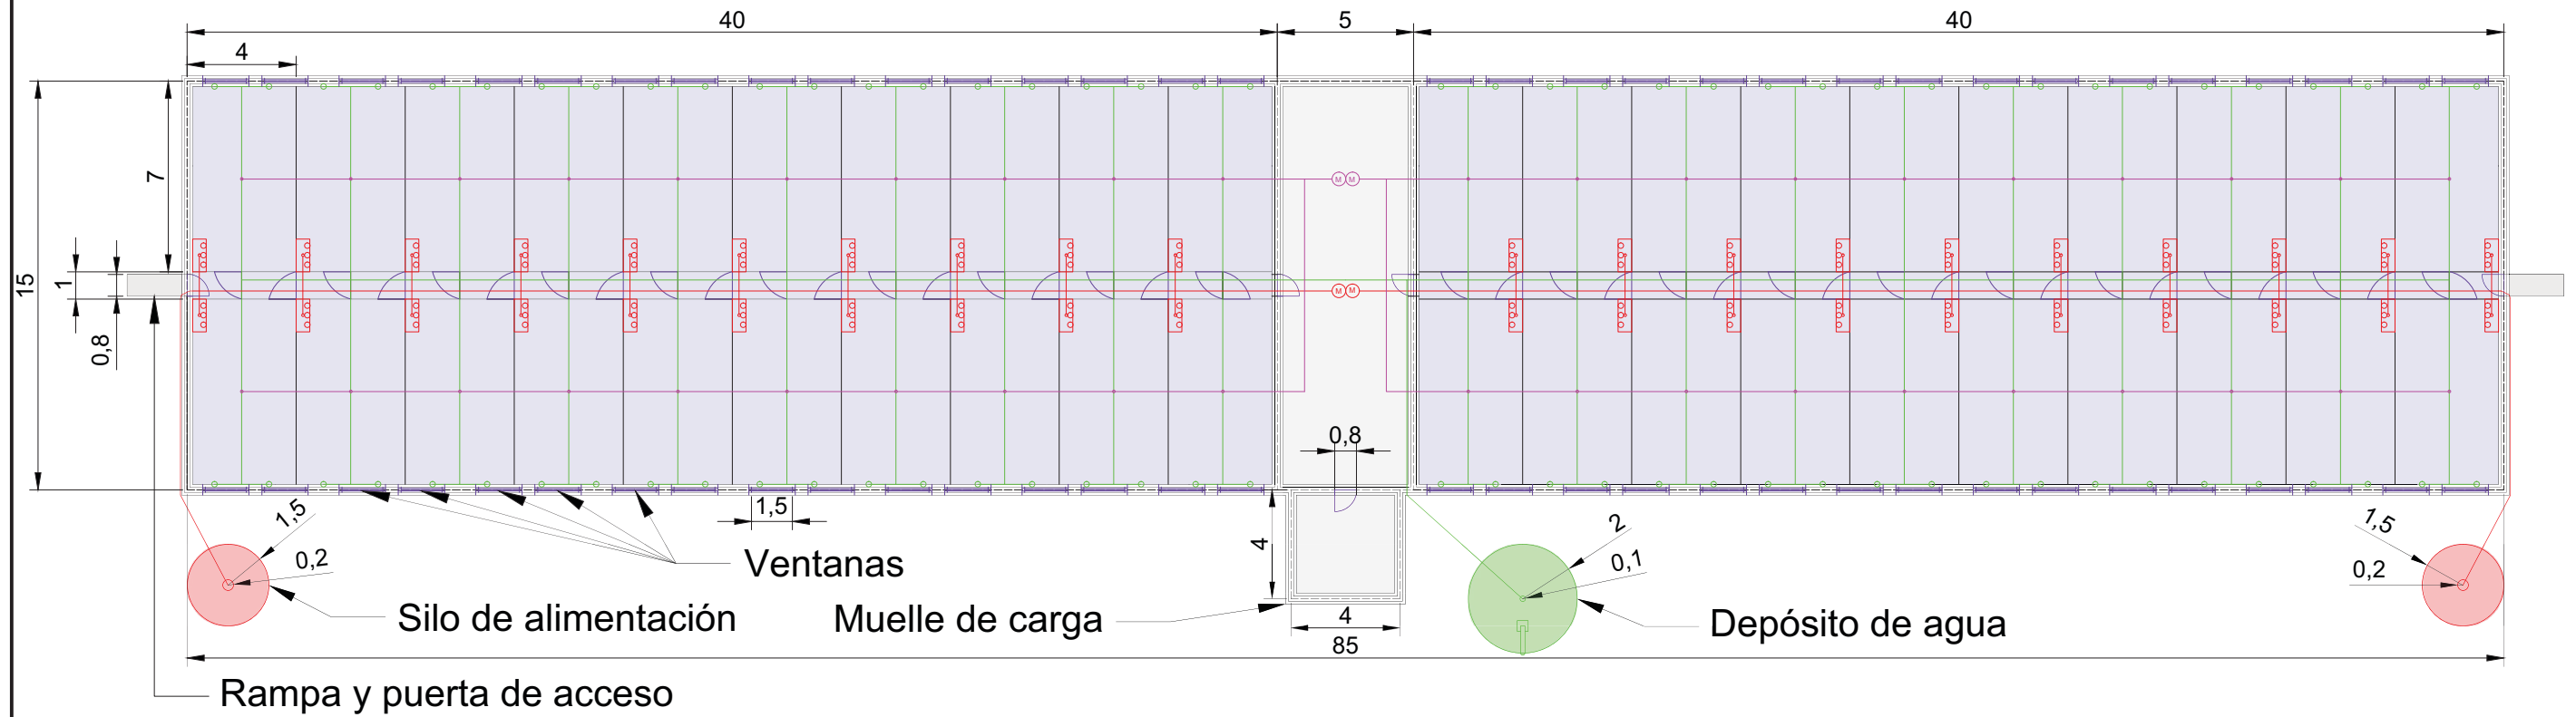 40
5
40
4
7
15
1
0,8
M M
M M
0,8
1,5
1,5
0,2
4
2
0,1
1,5
0,2
Ventanas
Silo de alimentación
Muelle de carga
4
Depósito de agua
85
Rampa y puerta de acceso